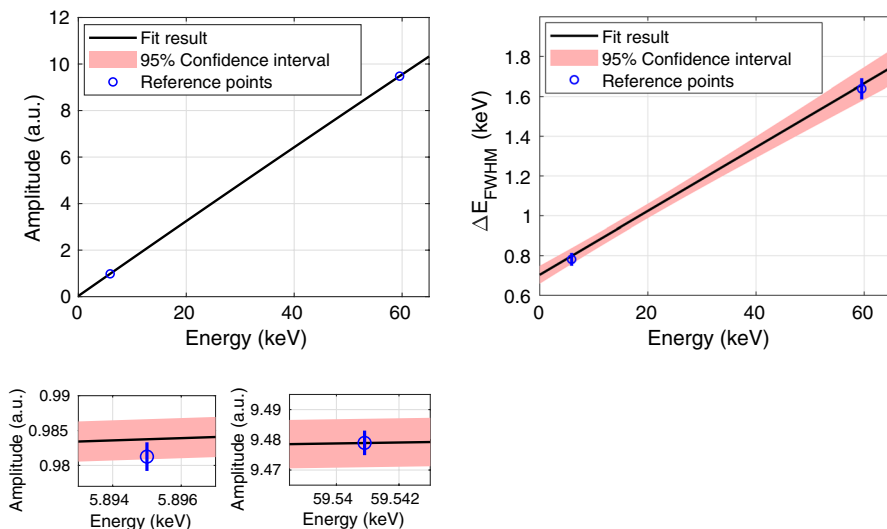 12
10
8
6
4
2
0
Amplitude (a.u.)
Fit result
95% Confidence interval
Reference points
0 20 40 60
Energy (keV)
1.8
1.6
1.4
1.2
1
0.8
0.6
ΔE_FWHM (keV)
Fit result
95% Confidence interval
Reference points
0 20 40 60
Energy (keV)
0.99
0.985
0.98
Amplitude (a.u.)
5.894 5.896
Energy (keV)
9.49
9.48
9.47
Amplitude (a.u.)
59.54 59.542
Energy (keV)